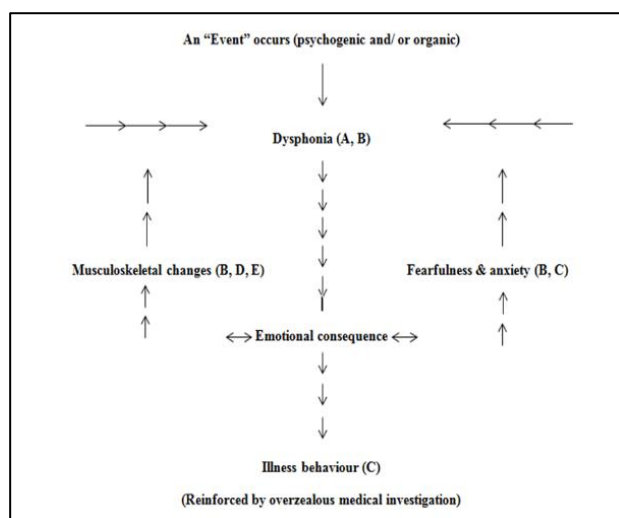 An “Event” occurs (psychogenic and/ or organic)
Dysphonia (A, B)
Musculoskeletal changes (B, D, E)
Fearfulness & anxiety (B, C)
Emotional consequence
Illness behaviour (C)
(Reinforced by overzealous medical investigation)